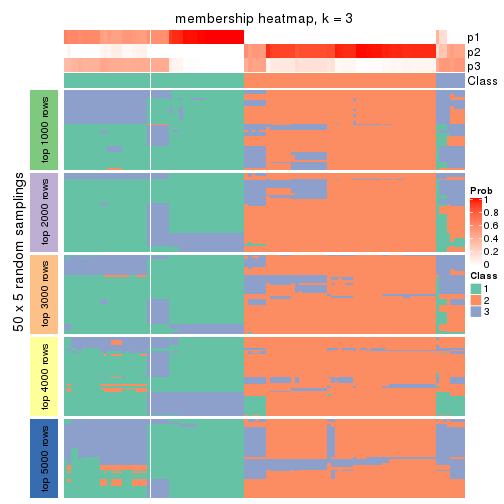 membership heatmap, k = 3
p1
p2
p3
Class
50 x 5 random samplings
top 1000 rows
top 2000 rows
top 3000 rows
top 4000 rows
top 5000 rows
Prob
1
0.8
0.6
0.4
0.2
0
Class
1
2
3